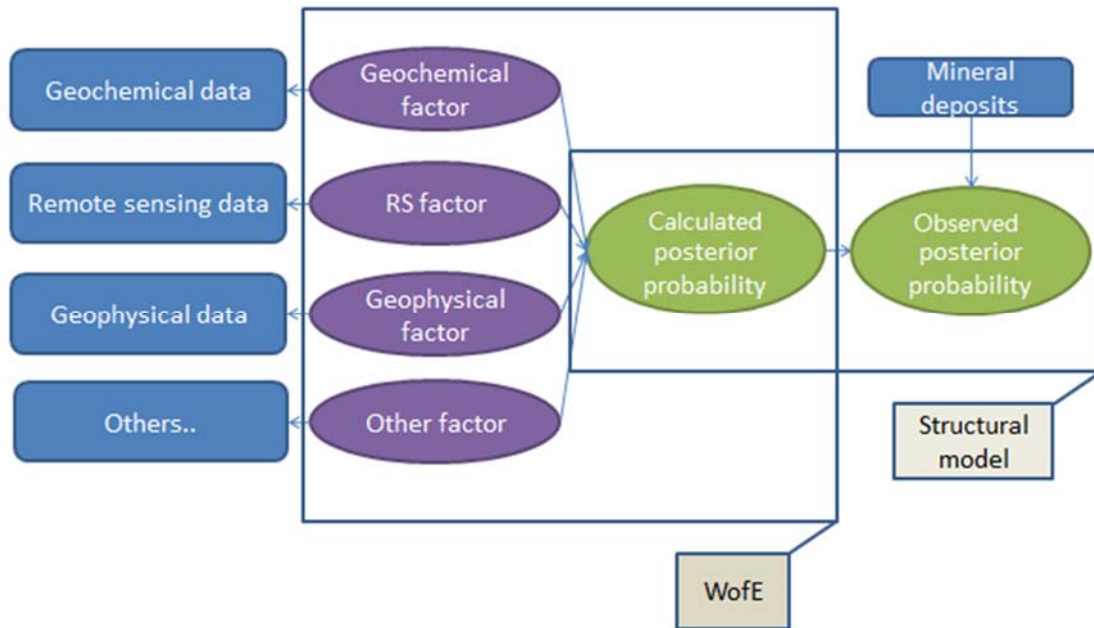 Geochemical data
Geochemical
factor
Mineral
deposits
Remote sensing data
RS factor
Calculated
posterior
probability
Observed
posterior
probability
Geophysical data
Geophysical
factor
Others..
Other factor
Structural
model
WofE